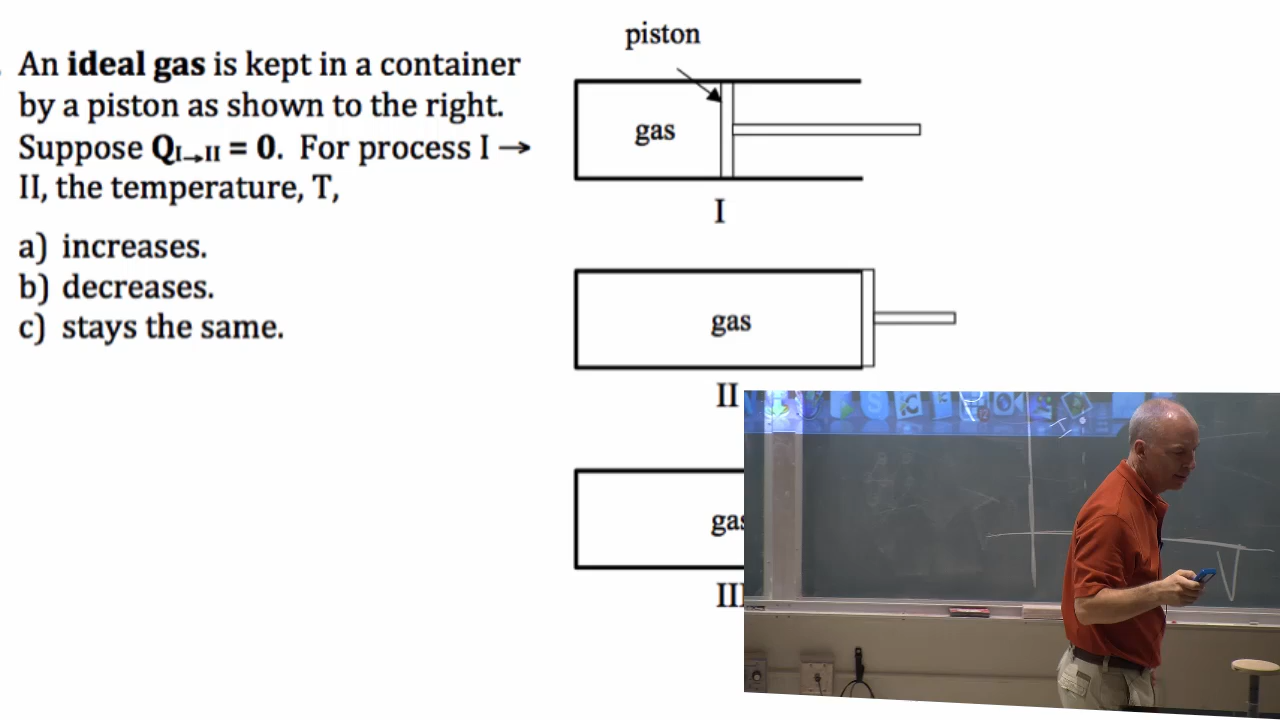 piston
An ideal gas is kept in a container
by a piston as shown to the right.
Suppose QI→II = 0. For process I →
II, the temperature, T,
a) increases.
b) decreases.
c) stays the same.
gas
I
gas
II
gas
III
V